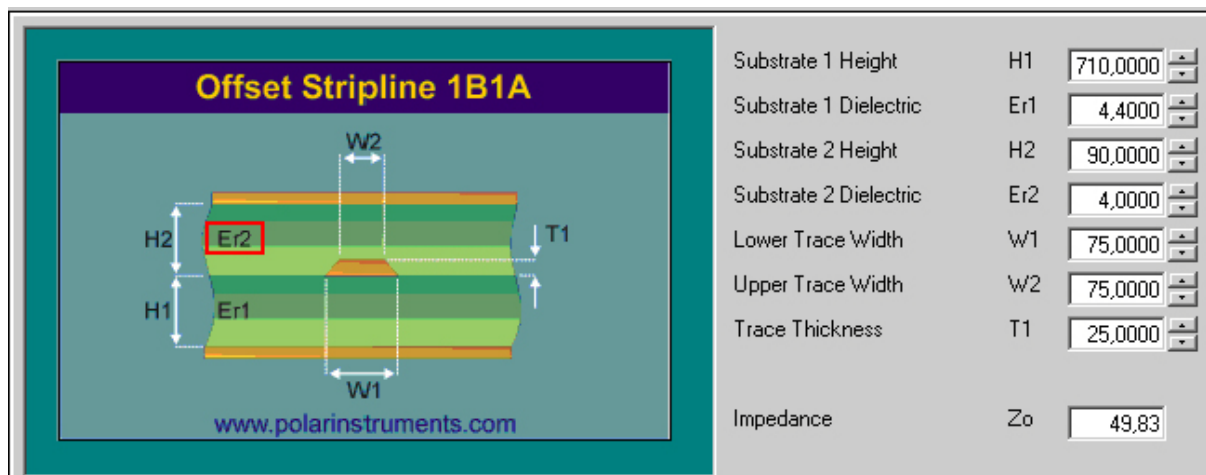 Offset Stripline 1B1A
W2
H2
Er2
T1
H1
Er1
W1
www.polarinstruments.com
Substrate 1 Height H1 710,0000
Substrate 1 Dielectric Er1 4,4000
Substrate 2 Height H2 90,0000
Substrate 2 Dielectric Er2 4,0000
Lower Trace Width W1 75,0000
Upper Trace Width W2 75,0000
Trace Thickness T1 25,0000
Impedance Zo 49,83